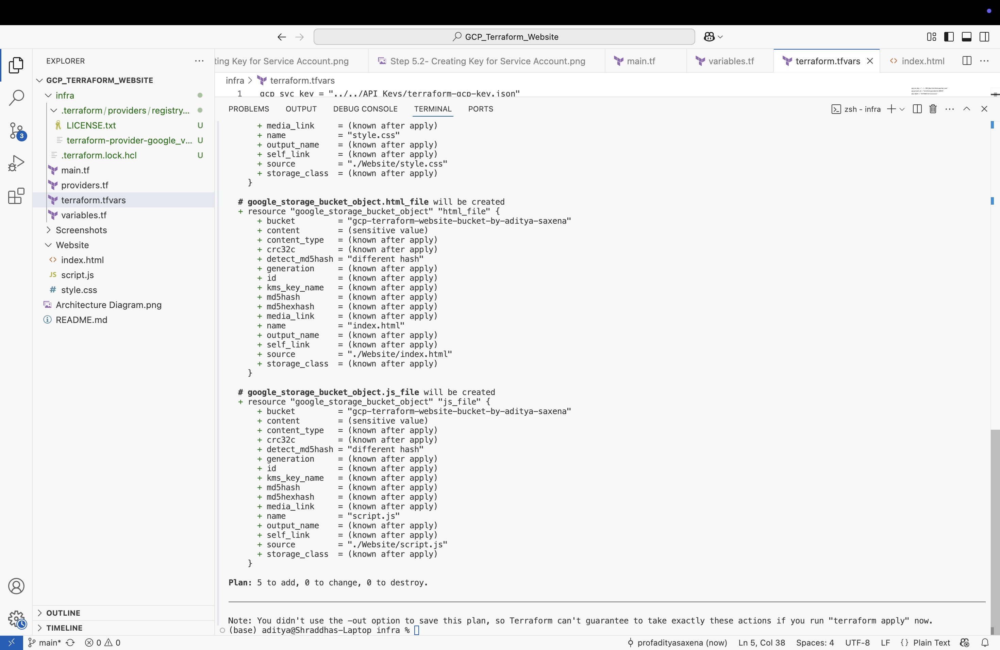 GCP_Terraform_Website
EXPLORER
GCP_TERRAFORM_WEBSITE
infra
.terraform/providers/registry...
LICENSE.txt U
terraform-provider-google_v... U
.terraform.lock.hcl U
main.tf
providers.tf
terraform.tfvars
variables.tf
Screenshots
Website
index.html
JS script.js
# style.css
Architecture Diagram.png
README.md
OUTLINE
TIMELINE
3
ting Key for Service Account.png
Step 5.2- Creating Key for Service Account.png
main.tf
variables.tf
terraform.tfvars
index.html
infra > terraform.tfvars
1 gcp_svc_key = "../../API_Keys/terraform-gcp-key.json"
PROBLEMS OUTPUT DEBUG CONSOLE TERMINAL PORTS
zsh - infra
+ media_link = (known after apply)
+ name = "style.css"
+ output_name = (known after apply)
+ self_link = (known after apply)
+ source = "./Website/style.css"
+ storage_class = (known after apply)
}
# google_storage_bucket_object.html_file will be created
+ resource "google_storage_bucket_object" "html_file" {
+ bucket = "gcp-terraform-website-bucket-by-aditya-saxena"
+ content = (sensitive value)
+ content_type = (known after apply)
+ crc32c = (known after apply)
+ detect_md5hash = "different hash"
+ generation = (known after apply)
+ id = (known after apply)
+ kms_key_name = (known after apply)
+ md5hash = (known after apply)
+ md5hexhash = (known after apply)
+ media_link = (known after apply)
+ name = "index.html"
+ output_name = (known after apply)
+ self_link = (known after apply)
+ source = "./Website/index.html"
+ storage_class = (known after apply)
}
# google_storage_bucket_object.js_file will be created
+ resource "google_storage_bucket_object" "js_file" {
+ bucket = "gcp-terraform-website-bucket-by-aditya-saxena"
+ content = (sensitive value)
+ content_type = (known after apply)
+ crc32c = (known after apply)
+ detect_md5hash = "different hash"
+ generation = (known after apply)
+ id = (known after apply)
+ kms_key_name = (known after apply)
+ md5hash = (known after apply)
+ md5hexhash = (known after apply)
+ media_link = (known after apply)
+ name = "script.js"
+ output_name = (known after apply)
+ self_link = (known after apply)
+ source = "./Website/script.js"
+ storage_class = (known after apply)
}
Plan: 5 to add, 0 to change, 0 to destroy.
Note: You didn't use the -out option to save this plan, so Terraform can't guarantee to take exactly these actions if you run "terraform apply" now.
(base) aditya@Shraddhas-Laptop infra %
main* 0 0
profadityasaxena (now) Ln 5, Col 38 Spaces: 4 UTF-8 LF {} Plain Text